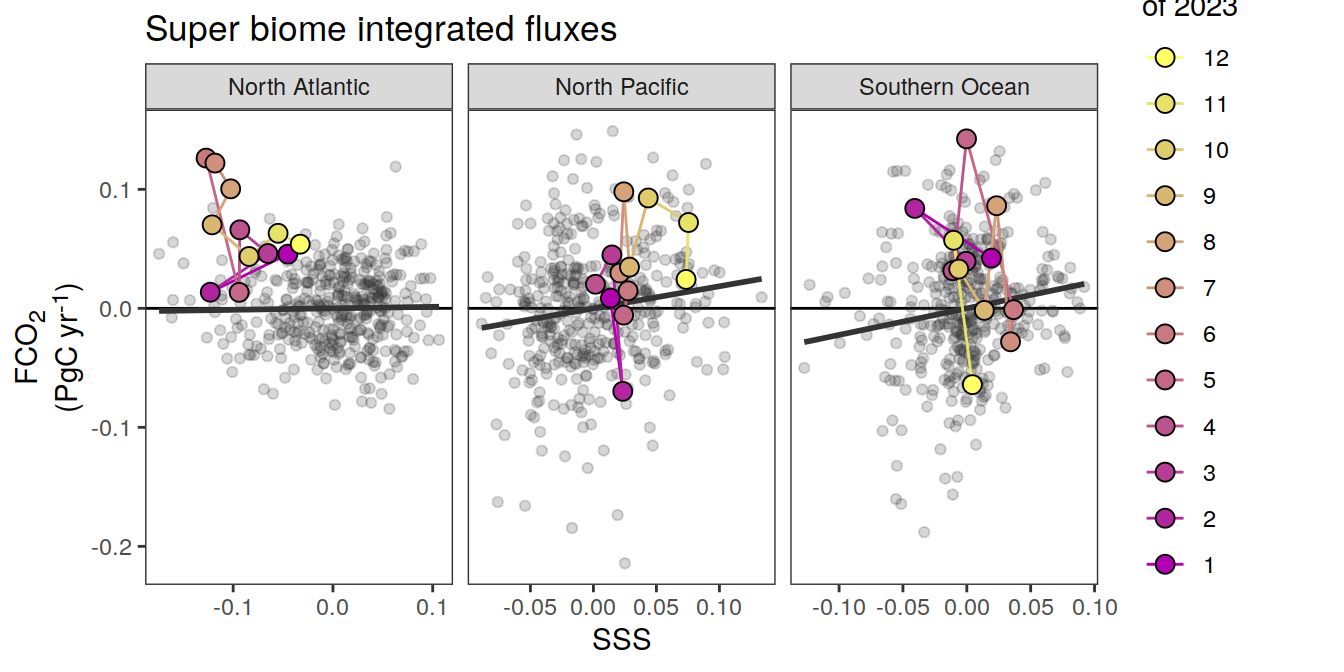 of 2023
Super biome integrated fluxes
North Atlantic
North Pacific
Southern Ocean
FCO₂
(PgC yr⁻¹)
0.1
0.0
-0.1
-0.2
-0.1 0.0 0.1
-0.05 0.00 0.05 0.10
-0.10 -0.05 0.00 0.05 0.10
SSS
12
11
10
9
8
7
6
5
4
3
2
1